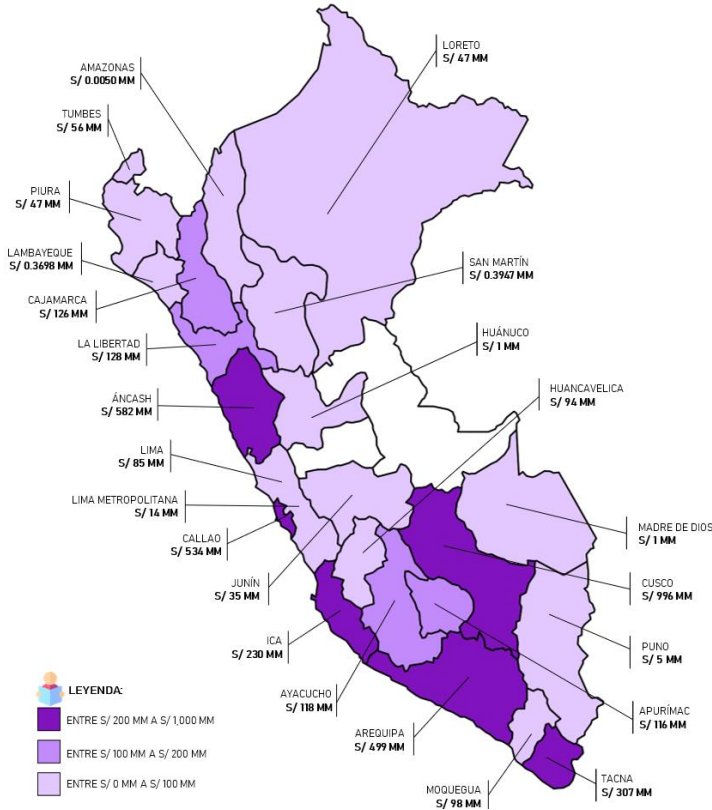 LORETO
S/ 47 MM
AMAZONAS
S/ 0.0050 MM
TUMBES
S/ 56 MM
PIURA
S/ 47 MM
LAMBAYEQUE
S/ 0.3698 MM
SAN MARTÍN
S/ 0.3947 MM
CAJAMARCA
S/ 126 MM
LA LIBERTAD
S/ 128 MM
HUÁNUCO
S/ 1 MM
HUANCAVELICA
S/ 94 MM
ÁNCASH
S/ 582 MM
LIMA
S/ 85 MM
LIMA METROPOLITANA
S/ 14 MM
CALLAO
S/ 534 MM
MADRE DE DIOS
S/ 1 MM
JUNÍN
S/ 35 MM
CUSCO
S/ 996 MM
ICA
S/ 230 MM
PUNO
S/ 5 MM
AYACUCHO
S/ 118 MM
APURÍMAC
S/ 116 MM
AREQUIPA
S/ 499 MM
MOQUEGUA
S/ 98 MM
TACNA
S/ 307 MM
LEYENDA:
ENTRE S/ 200 MM A S/ 1,000 MM
ENTRE S/ 100 MM A S/ 200 MM
ENTRE S/ 0 MM A S/ 100 MM